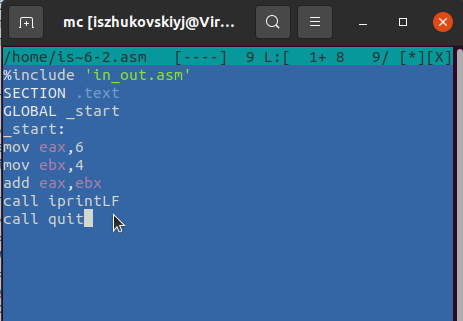 mc [iszhukovskiy]@Vir...
/home/is~6-2.asm [----] 9 L:[ 1+ 8 9/ [*][X]
%include 'in_out.asm'
SECTION .text
GLOBAL _start
_start:
mov eax,6
mov ebx,4
add eax,ebx
call iprintLF
call quit